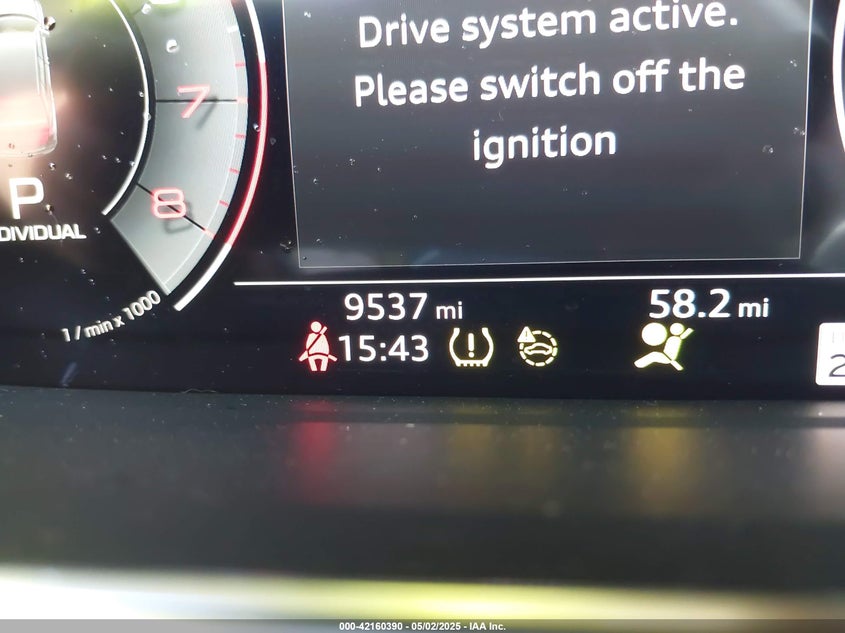 Drive system active.
Please switch off the
ignition
7
8
P
1 / min x 1000
9537 mi
58.2 mi
15:43
000-42160390 - 05/02/2025 - IAA Inc.